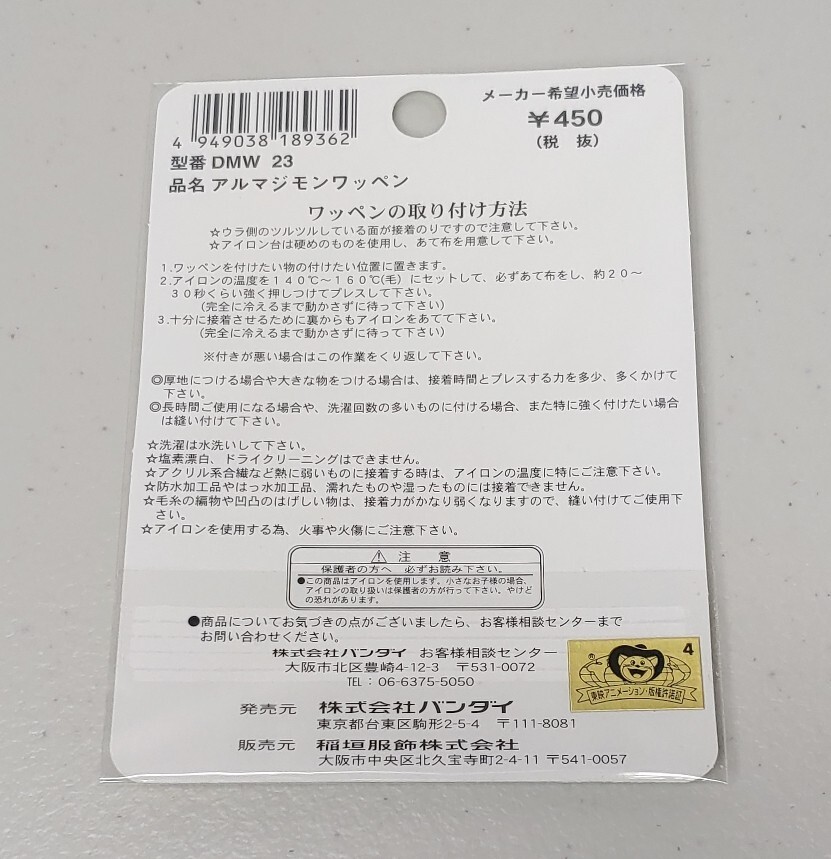 4 949038 189362
メーカー希望小売価格
￥450
(税 抜)
型番 DMW 23
品名 アルマジモンワッペン
ワッペンの取り付け方法
☆ウラ側のツルツルしている面が接着のりですので注意して下さい。
☆アイロン台は硬めのものを使用し、あて布を用意して下さい。
1.ワッペンを付けたい物の付けたい位置に置きます。
2.アイロンの温度を140℃～160℃(毛)にセットして、必ずあて布をし、約20～
30秒くらい強く押しつけてプレスして下さい。
(完全に冷えるまで動かさずに待って下さい)
3.十分に接着させるために裏からもアイロンをあてて下さい。
(完全に冷えるまで動かさずに待って下さい)
※付きが悪い場合はこの作業をくり返して下さい。
◎厚地につける場合や大きな物をつける場合は、接着時間とプレスする力を多少、多くかけて
下さい。
◎長時間ご使用になる場合や、洗濯回数の多いものに付ける場合、また特に強く付けたい場合
は縫い付けて下さい。
☆洗濯は水洗いして下さい。
☆塩素漂白、ドライクリーニングはできません。
☆アクリル系合繊など熱に弱いものに接着する時は、アイロンの温度に特にご注意下さい。
☆防水加工品やはっ水加工品、濡れたものや湿ったものには接着できません。
☆毛糸の編物や凹凸のはげしい物は、接着力がかなり弱くなりますので、縫い付けてご使用下
さい。
☆アイロンを使用する為、火事や火傷にご注意下さい。
⚠ 注 意
保護者の方へ 必ずお読み下さい。
●この商品はアイロンを使用します。小さなお子様の場合、
アイロンの取り扱いは保護者の方が行って下さい。やけど
の恐れがあります。
●商品についてお気づきの点がございましたら、お客様相談センターまで
お問い合わせください。
株式会社バンダイ お客様相談センター
大阪市北区豊崎4-12-3 〒531-0072
TEL：06-6375-5050
4
®
東映アニメーション・版権許諾証
発売元 株式会社バンダイ
東京都台東区駒形2-5-4 〒111-8081
販売元 稲垣服飾株式会社
大阪市中央区北久宝寺町2-4-11 〒541-0057